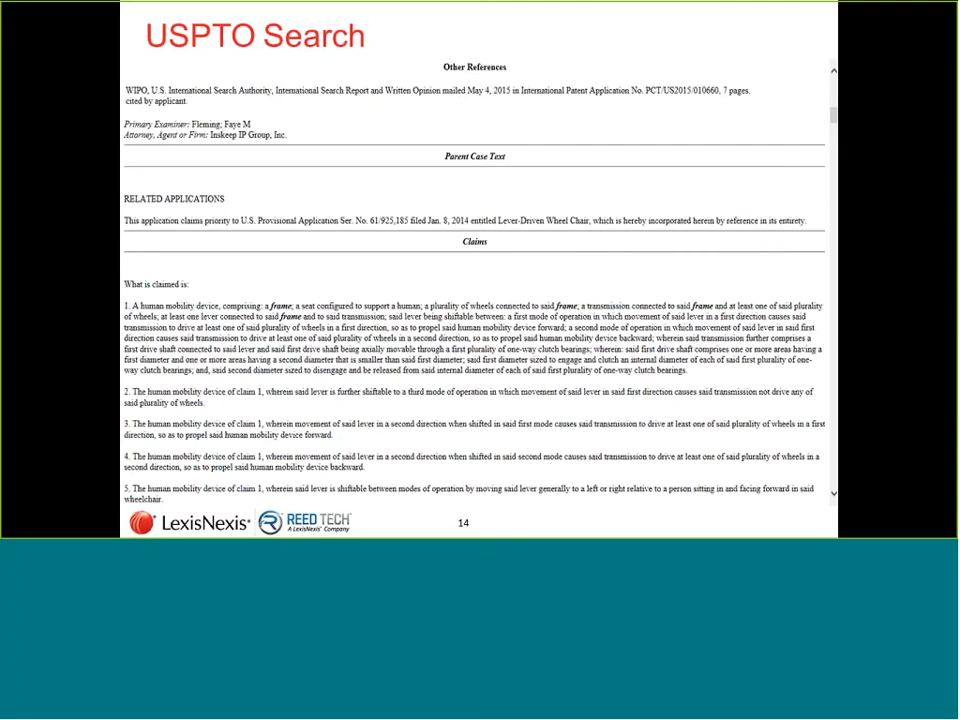 USPTO Search
Other References
WIPO, U.S. International Search Authority, International Search Report and Written Opinion mailed May 4, 2015 in International Patent Application No. PCT/US2015/010660, 7 pages.
cited by applicant.
Primary Examiner: Fleming; Faye M
Attorney, Agent or Firm: Inskeep IP Group, Inc.
Parent Case Text
RELATED APPLICATIONS
This application claims priority to U.S. Provisional Application Ser. No. 61/925,185 filed Jan. 8, 2014 entitled Lever-Driven Wheel Chair, which is hereby incorporated herein by reference in its entirety.
Claims
What is claimed is:
1. A human mobility device, comprising: a frame; a seat configured to support a human; a plurality of wheels connected to said frame; a transmission connected to said frame and at least one of said plurality
of wheels; at least one lever connected to said frame and to said transmission; said lever being shiftable between: a first mode of operation in which movement of said lever in a first direction causes said
transmission to drive at least one of said plurality of wheels in a first direction, so as to propel said human mobility device forward; a second mode of operation in which movement of said lever in said first
direction causes said transmission to drive at least one of said plurality of wheels in a second direction, so as to propel said human mobility device backward; wherein said transmission further comprises a
first drive shaft connected to said lever and said first drive shaft being axially movable through a first plurality of one-way clutch bearings; wherein: said first drive shaft comprises one or more areas having a
first diameter and one or more areas having a second diameter that is smaller than said first diameter; said first diameter sized to engage and clutch an internal diameter of each of said first plurality of one-
way clutch bearings; and, said second diameter sized to disengage and be released from said internal diameter of each of said first plurality of one-way clutch bearings.
2. The human mobility device of claim 1, wherein said lever is further shiftable to a third mode of operation in which movement of said lever in said first direction causes said transmission not drive any of
said plurality of wheels.
3. The human mobility device of claim 1, wherein movement of said lever in a second direction when shifted in said first mode causes said transmission to drive at least one of said plurality of wheels in a first
direction, so as to propel said human mobility device forward.
4. The human mobility device of claim 1, wherein movement of said lever in a second direction when shifted in said second mode causes said transmission to drive at least one of said plurality of wheels in a
second direction, so as to propel said human mobility device backward.
5. The human mobility device of claim 1, wherein said lever is shiftable between modes of operation by moving said lever generally to a left or right relative to a person sitting in and facing forward in said
wheelchair.
LexisNexis® REED TECH
A LexisNexis® Company
14